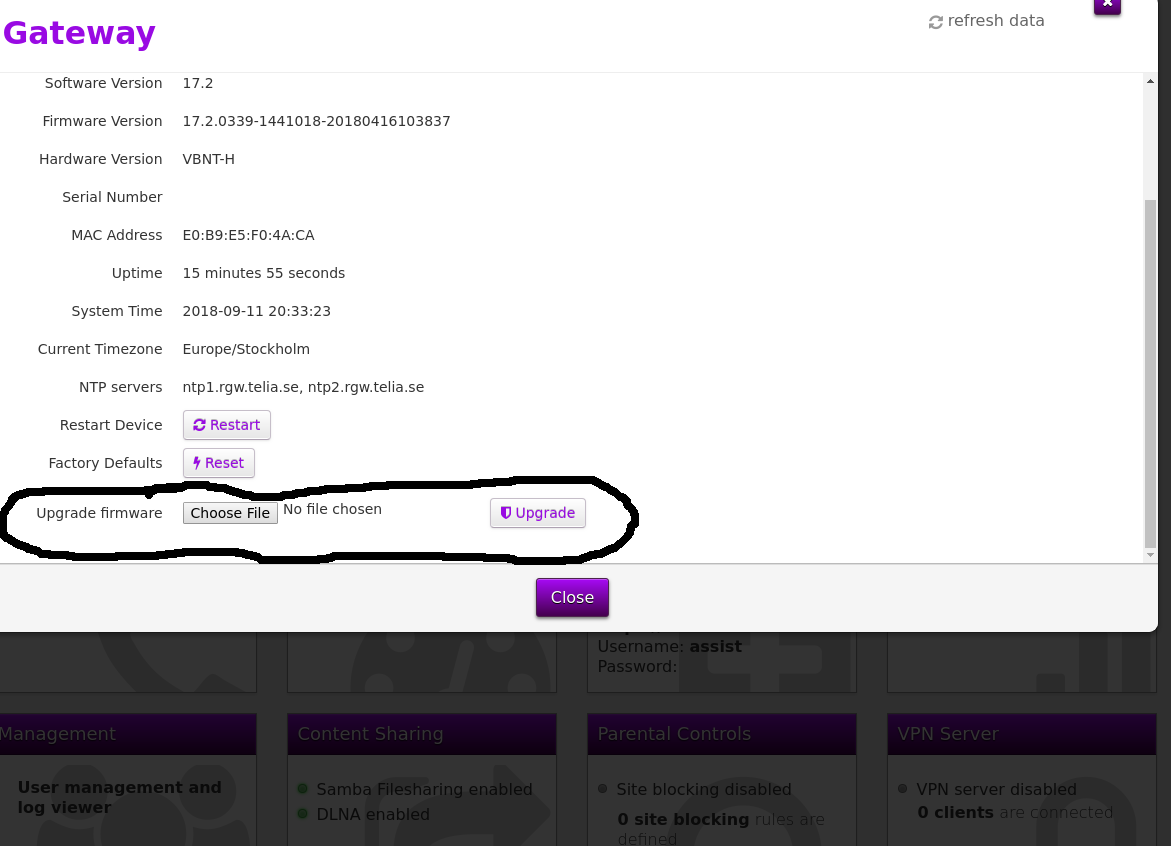 Gateway
refresh data
Software Version 17.2
Firmware Version 17.2.0339-1441018-20180416103837
Hardware Version VBNT-H
Serial Number
MAC Address E0:B9:E5:F0:4A:CA
Uptime 15 minutes 55 seconds
System Time 2018-09-11 20:33:23
Current Timezone Europe/Stockholm
NTP servers ntp1.rgw.telia.se, ntp2.rgw.telia.se
Restart Device Restart
Factory Defaults Reset
Upgrade firmware Choose File No file chosen Upgrade
Close
Username: assist
Password:
Management
User management and
log viewer
Content Sharing
Samba Filesharing enabled
DLNA enabled
Parental Controls
Site blocking disabled
0 site blocking rules are
defined
VPN Server
VPN server disabled
0 clients are connected